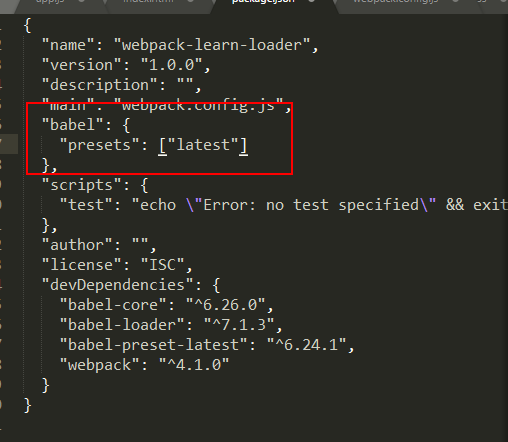 app.js index.html package.json webpack.config.js
{
"name": "webpack-learn-loader",
"version": "1.0.0",
"description": "",
"main": "webpack.config.js",
"babel": {
"presets": ["latest"]
},
"scripts": {
"test": "echo \"Error: no test specified\" && exit
},
"author": "",
"license": "ISC",
"devDependencies": {
"babel-core": "^6.26.0",
"babel-loader": "^7.1.3",
"babel-preset-latest": "^6.24.1",
"webpack": "^4.1.0"
}
}